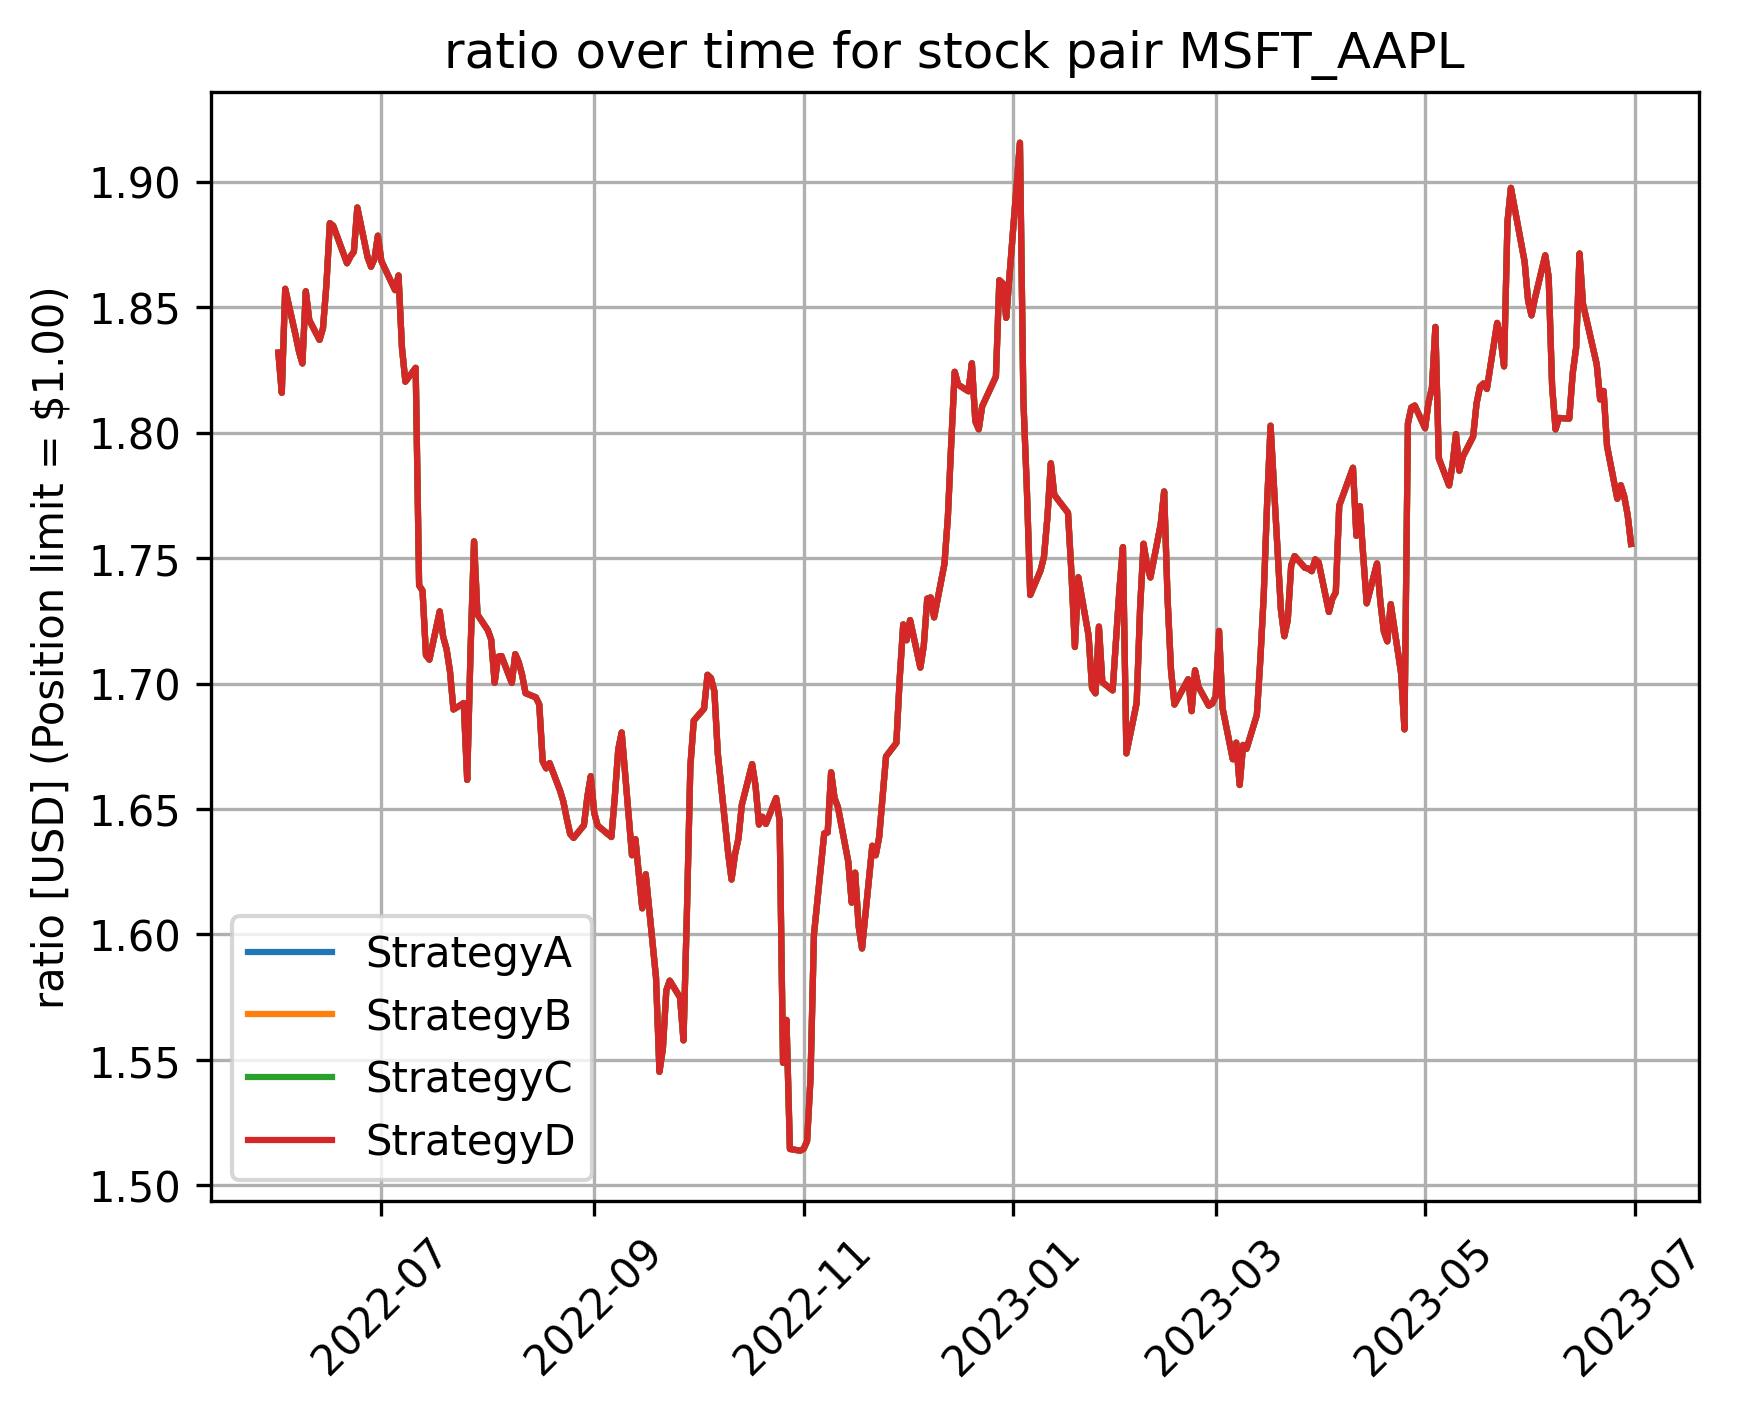 ratio over time for stock pair MSFT_AAPL
ratio [USD] (Position limit = $1.00)
1.90
1.85
1.80
1.75
1.70
1.65
1.60
1.55
1.50
StrategyA
StrategyB
StrategyC
StrategyD
2022-07
2022-09
2022-11
2023-01
2023-03
2023-05
2023-07